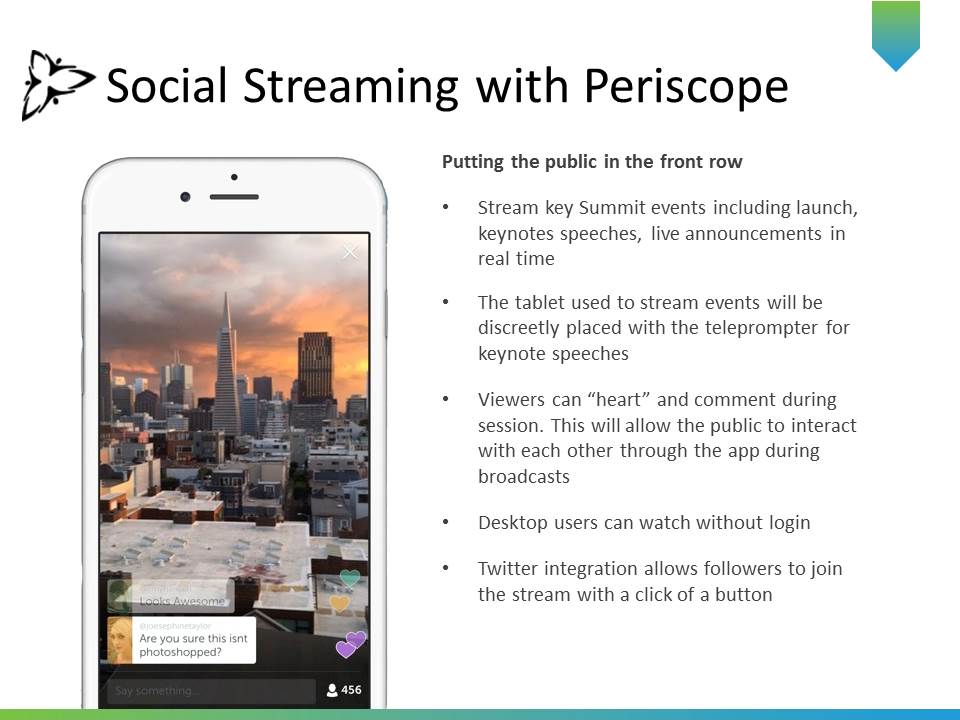 Social Streaming with Periscope
Putting the public in the front row
• Stream key Summit events including launch,
keynotes speeches, live announcements in
real time
• The tablet used to stream events will be
discreetly placed with the teleprompter for
keynote speeches
• Viewers can “heart” and comment during
session. This will allow the public to interact
with each other through the app during
broadcasts
• Desktop users can watch without login
• Twitter integration allows followers to join
the stream with a click of a button
Looks Awesome
@joesephinetaylor
Are you sure this isnt
photoshopped?
Say something...
456